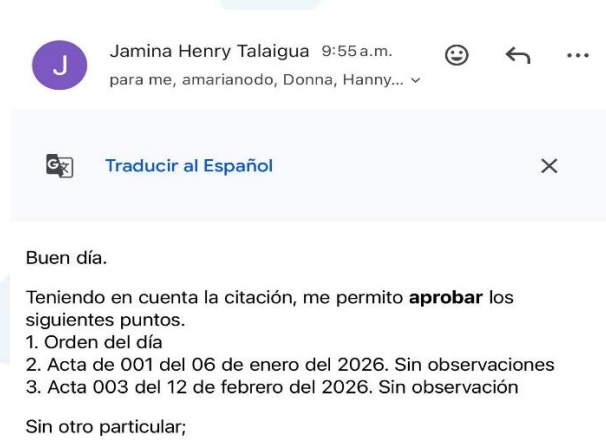 J
Jamina Henry Talaigua 9:55 a.m.
para me, amarianodo, Donna, Hanny...
Traducir al Español
Buen día.
Teniendo en cuenta la citación, me permito aprobar los
siguientes puntos.
1. Orden del día
2. Acta de 001 del 06 de enero del 2026. Sin observaciones
3. Acta 003 del 12 de febrero del 2026. Sin observación
Sin otro particular;